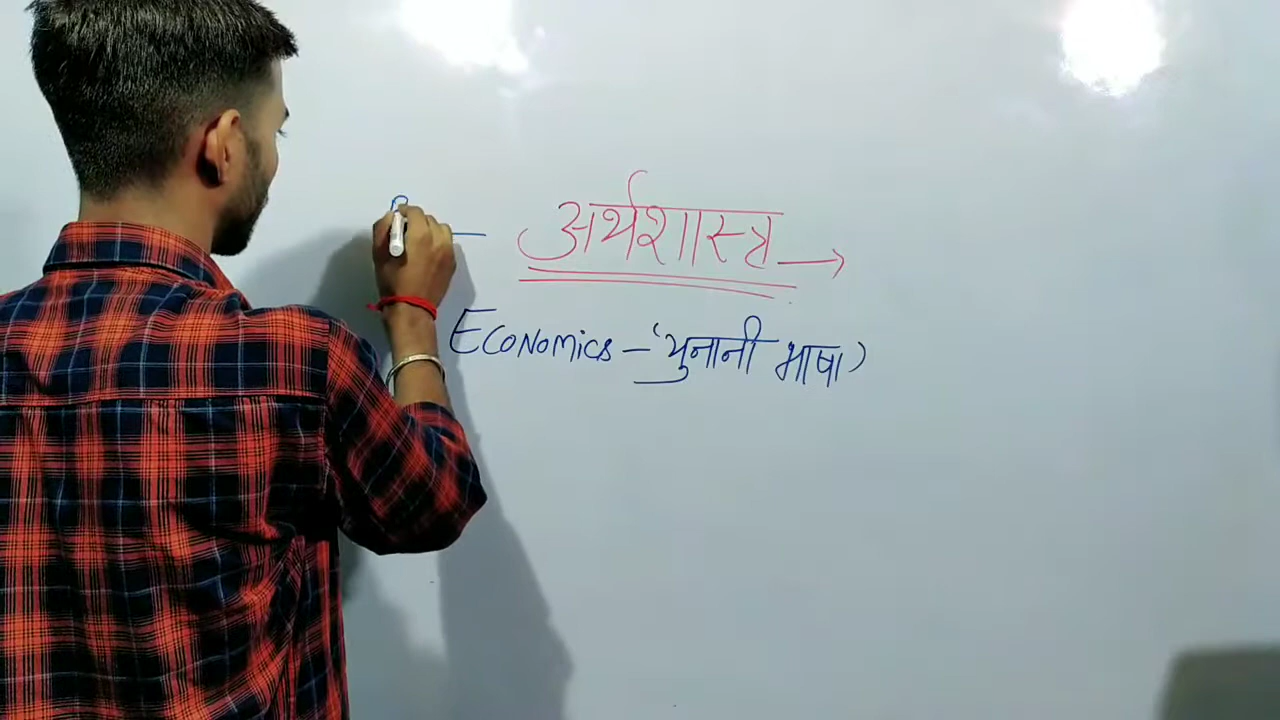 अर्थशास्त्र →
Economics – (युनानी भाषा)